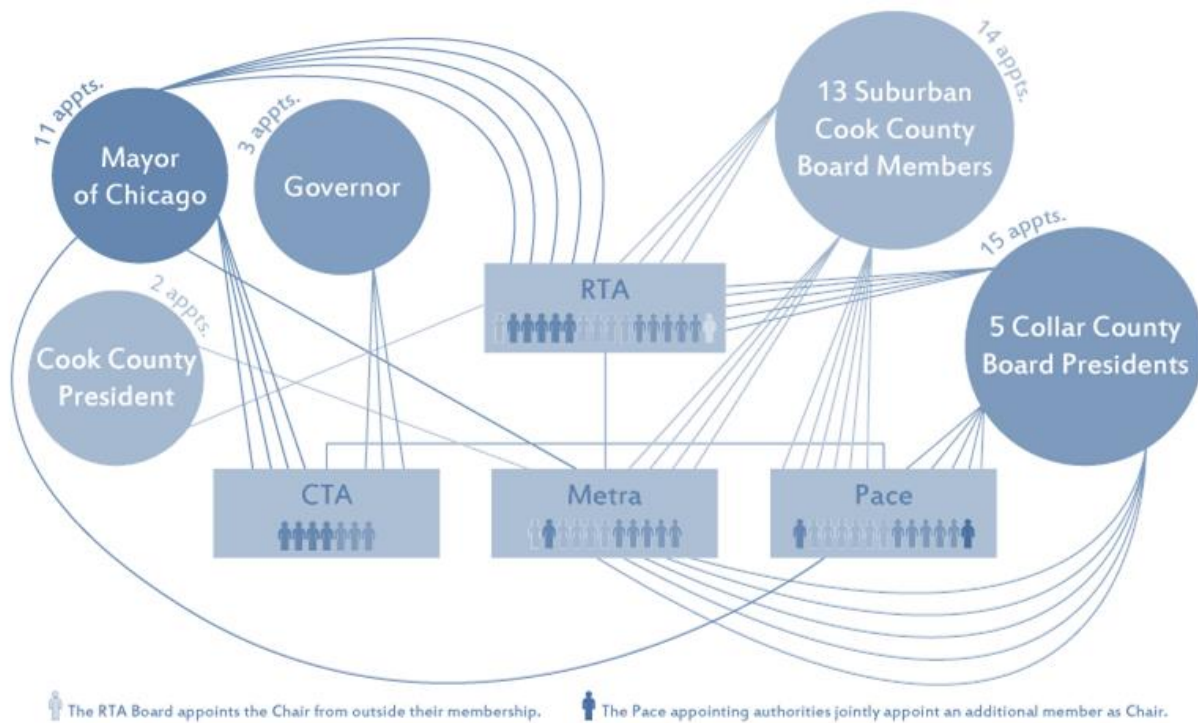 11 appts.
Mayor
of Chicago
3 appts.
Governor
14 appts.
13 Suburban
Cook County
Board Members
15 appts.
5 Collar County
Board Presidents
2 appts.
Cook County
President
RTA
CTA
Metra
Pace
The RTA Board appoints the Chair from outside their membership.
The Pace appointing authorities jointly appoint an additional member as Chair.